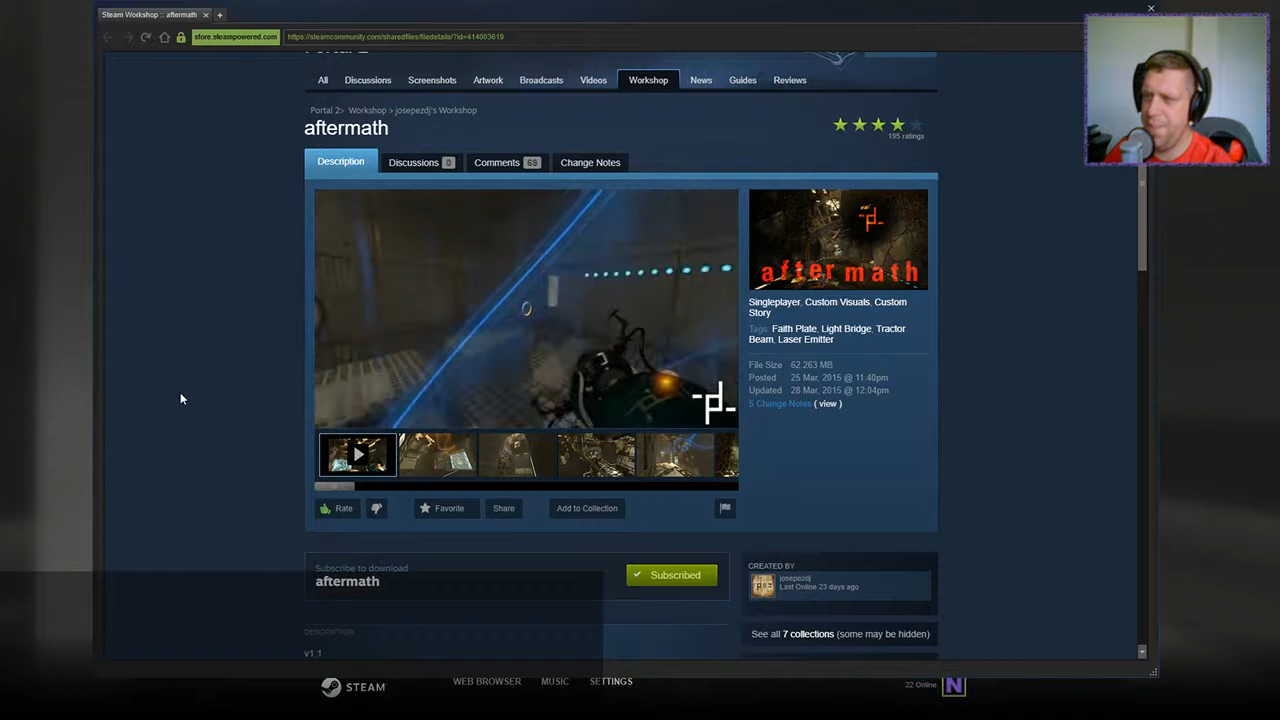 Steam Workshop :: aftermath
store.steampowered.com
https://steamcommunity.com/sharedfiles/filedetails/?id=414003619
All Discussions Screenshots Artwork Broadcasts Videos Workshop News Guides Reviews
Portal 2> Workshop > josepezdj's Workshop
aftermath
195 ratings
Description Discussions 0 Comments 69 Change Notes
aftermath
Singleplayer, Custom Visuals, Custom
Story
Tags: Faith Plate, Light Bridge, Tractor
Beam, Laser Emitter
File Size 62.263 MB
Posted 25 Mar, 2015 @ 11:40pm
Updated 28 Mar, 2015 @ 12:04pm
5 Change Notes ( view )
Rate Favorite Share Add to Collection
Subscribe to download
aftermath
Subscribed
CREATED BY
josepezdj
Last Online 23 days ago
See all 7 collections (some may be hidden)
DESCRIPTION
v1.1
STEAM
WEB BROWSER MUSIC SETTINGS
22 Online N